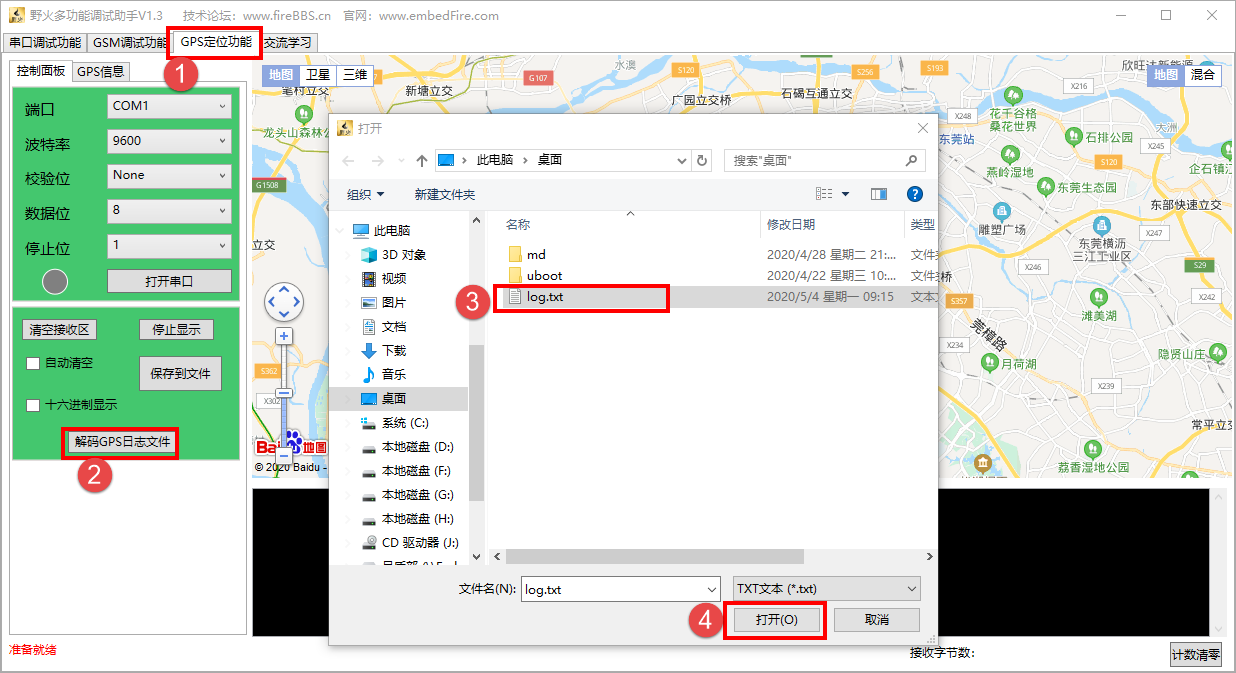 野火多功能调试助手V1.3 技术论坛: www.fireBBS.cn 官网: www.embedFire.com
串口调试功能 GSM调试功能 GPS定位功能 交流学习
1
控制面板 GPS信息
端口 COM1
波特率 9600
校验位 None
数据位 8
停止位 1
打开串口
清空接收区 停止显示
自动清空
保存到文件
十六进制显示
解码GPS日志文件
2
准备就绪
地图 卫星 三维
地图 混合
笔村立交
新塘立交
水澳
G107
S120
S256
S193
X216
广园立交桥
石碣互通立交
欣旺达新能源
龙头山森林公
G1508
立交
S362
X302
Bai 地图
© 2020 Baidu -
花千谷格
桑花世界
X248
东莞站
石排公园
大洲
X245
S120
燕岭湿地
企石镇江
东莞生态园
东部快速立交
雕塑广场
X247
东莞横沥
三江工业区
X246
S29
S357
X242
滩美湖
莞樟路
X234
月荷湖
隐贤山庄
X239
常平立交
荔香湿地公园
打开
此电脑 桌面
搜索"桌面"
组织 新建文件夹
此电脑
3D 对象
视频
图片
文档
下载
音乐
桌面
系统 (C:)
本地磁盘 (D:)
本地磁盘 (F:)
本地磁盘 (G:)
本地磁盘 (H:)
CD 驱动器 (J:)
名称 修改日期 类型
md 2020/4/28 星期二 21:... 文件夹
uboot 2020/4/22 星期三 10:... 文件夹
3
log.txt 2020/5/4 星期一 09:15 文本
文件名(N): log.txt TXT文本 (*.txt)
4
打开(O) 取消
接收字节数:
计数清零